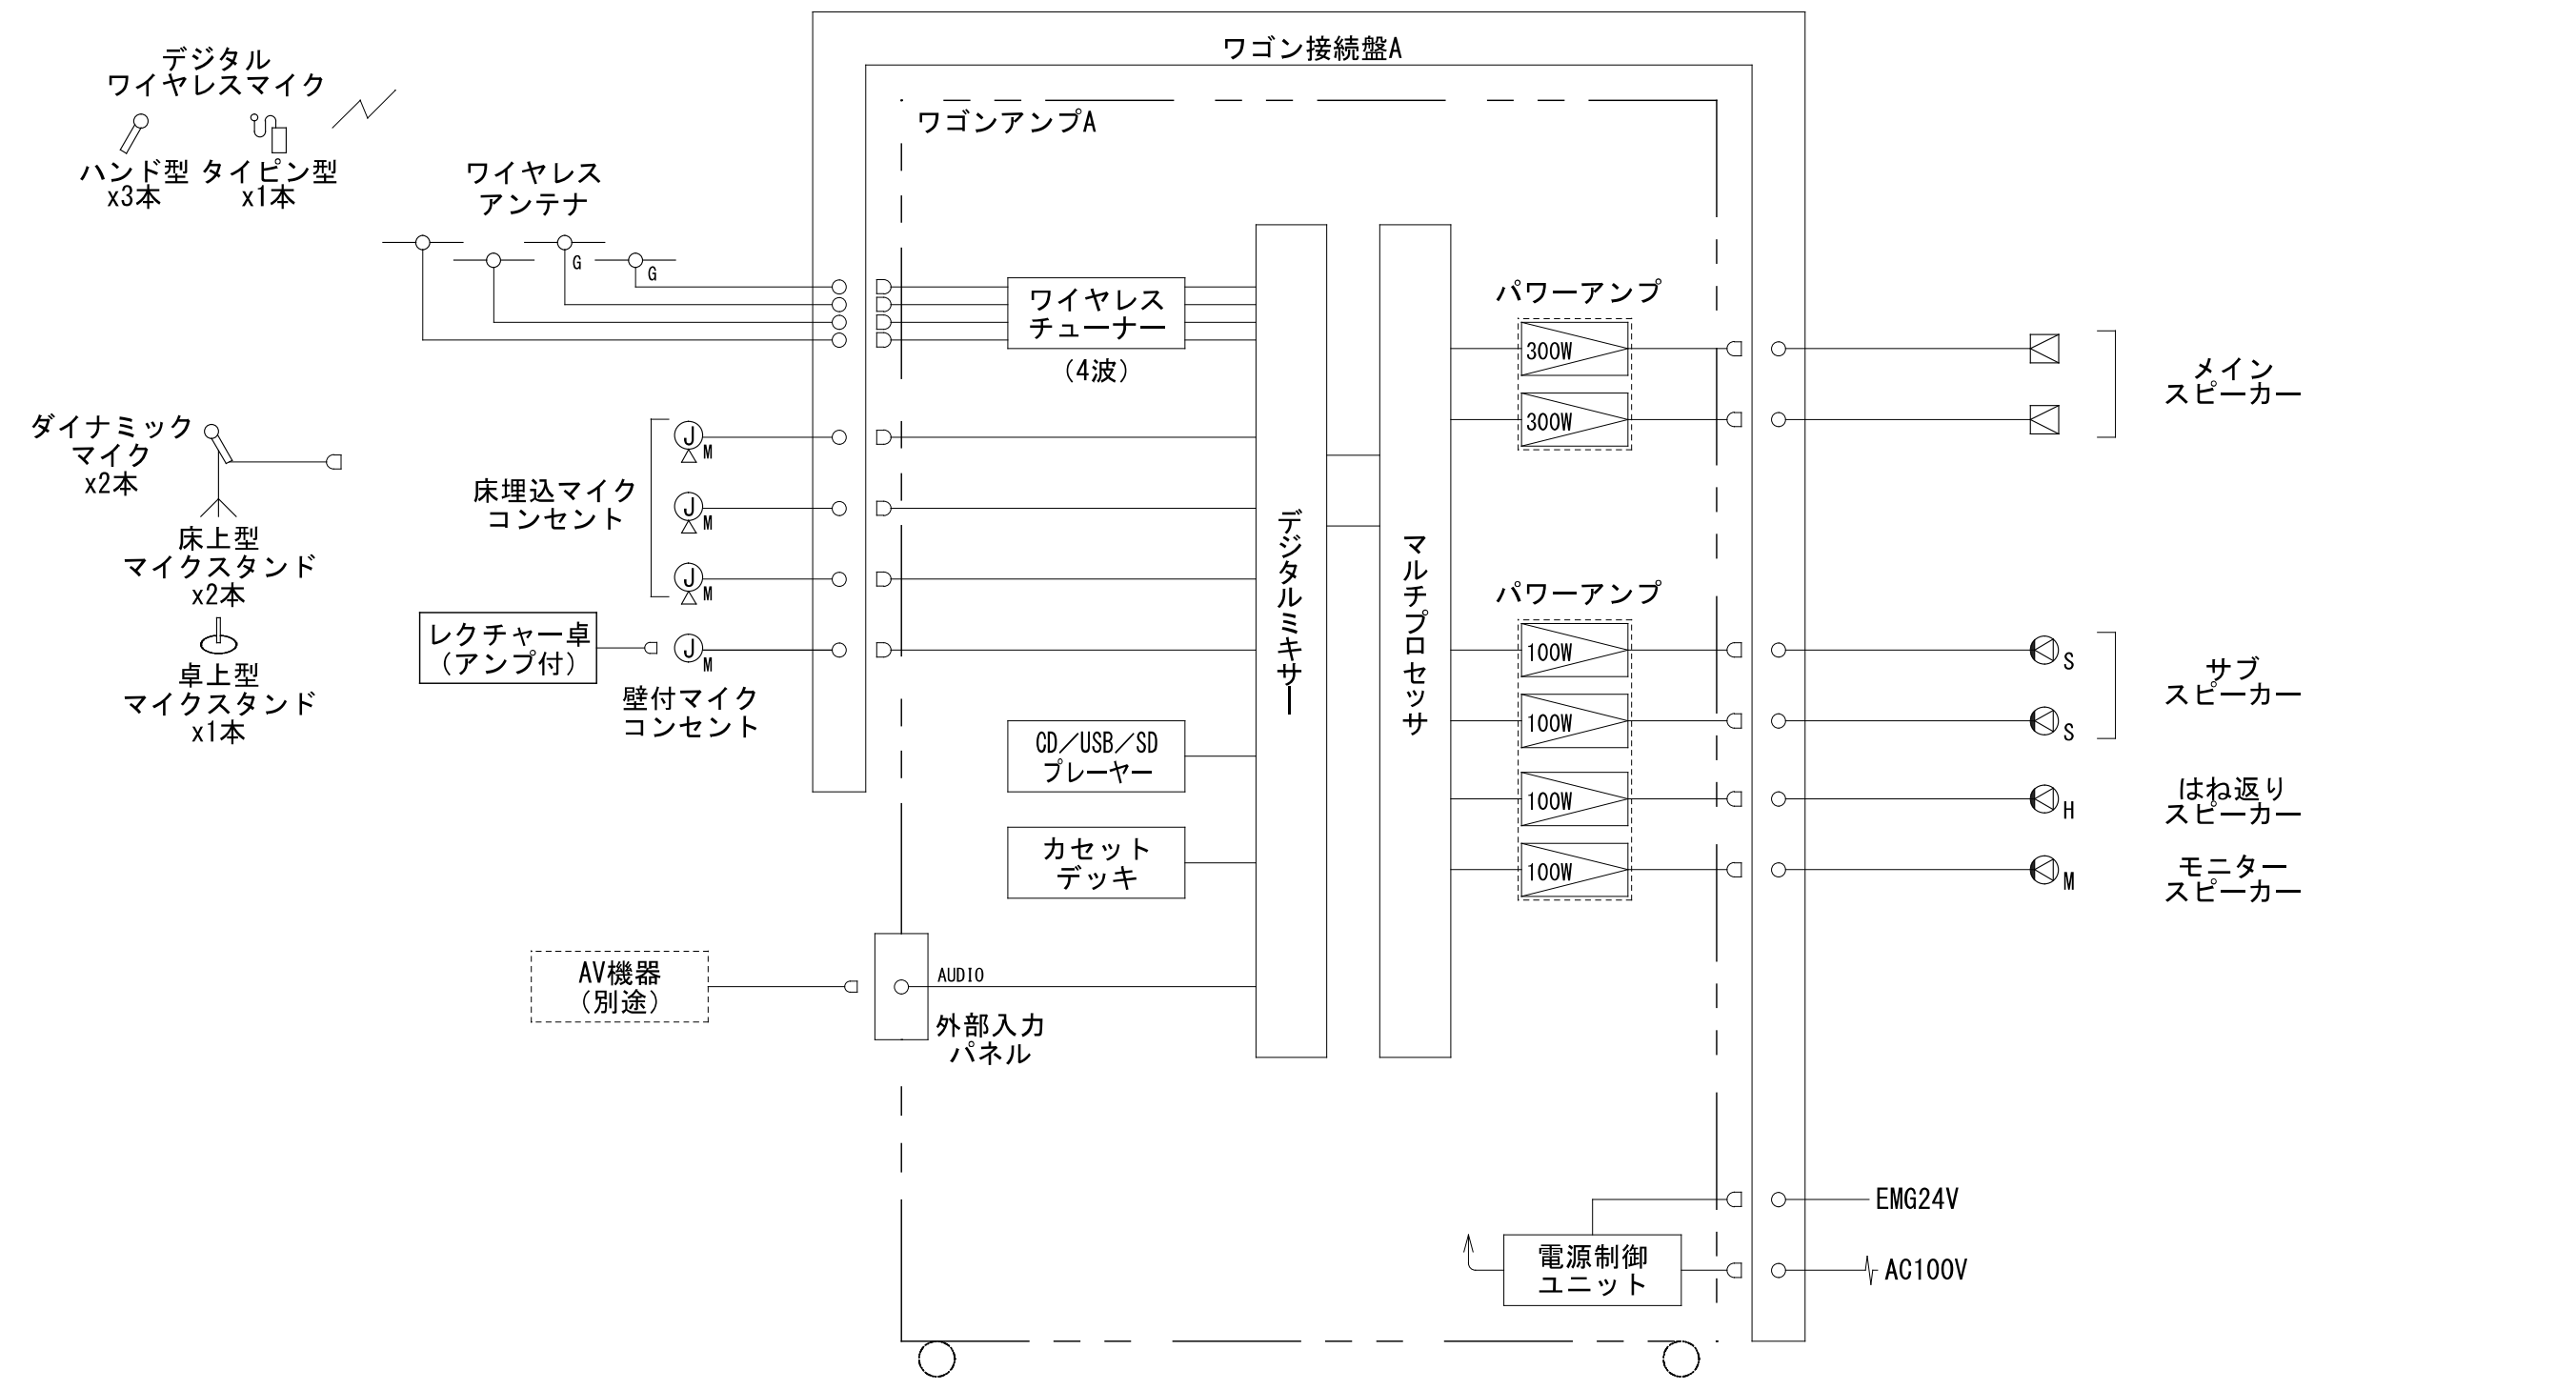 ワゴン接続盤A
デジタル
ワイヤレスマイク
ハンド型
x3本
タイピン型
x1本
ワイヤレス
アンテナ
G
G
ワゴンアンプA
ワイヤレス
チューナー
(4波)
ダイナミック
マイク
x2本
床上型
マイクスタンド
x2本
卓上型
マイクスタンド
x1本
床埋込マイク
コンセント
J
M
J
M
J
M
レクチャー卓
(アンプ付)
J
M
壁付マイク
コンセント
CD/USB/SD
プレーヤー
カセット
デッキ
AV機器
(別途)
AUDIO
外部入力
パネル
デジタルミキサー
マルチプロセッサ
パワーアンプ
300W
300W
パワーアンプ
100W
100W
100W
100W
メイン
スピーカー
S
S
サブ
スピーカー
H
はね返り
スピーカー
M
モニター
スピーカー
電源制御
ユニット
EMG24V
AC100V